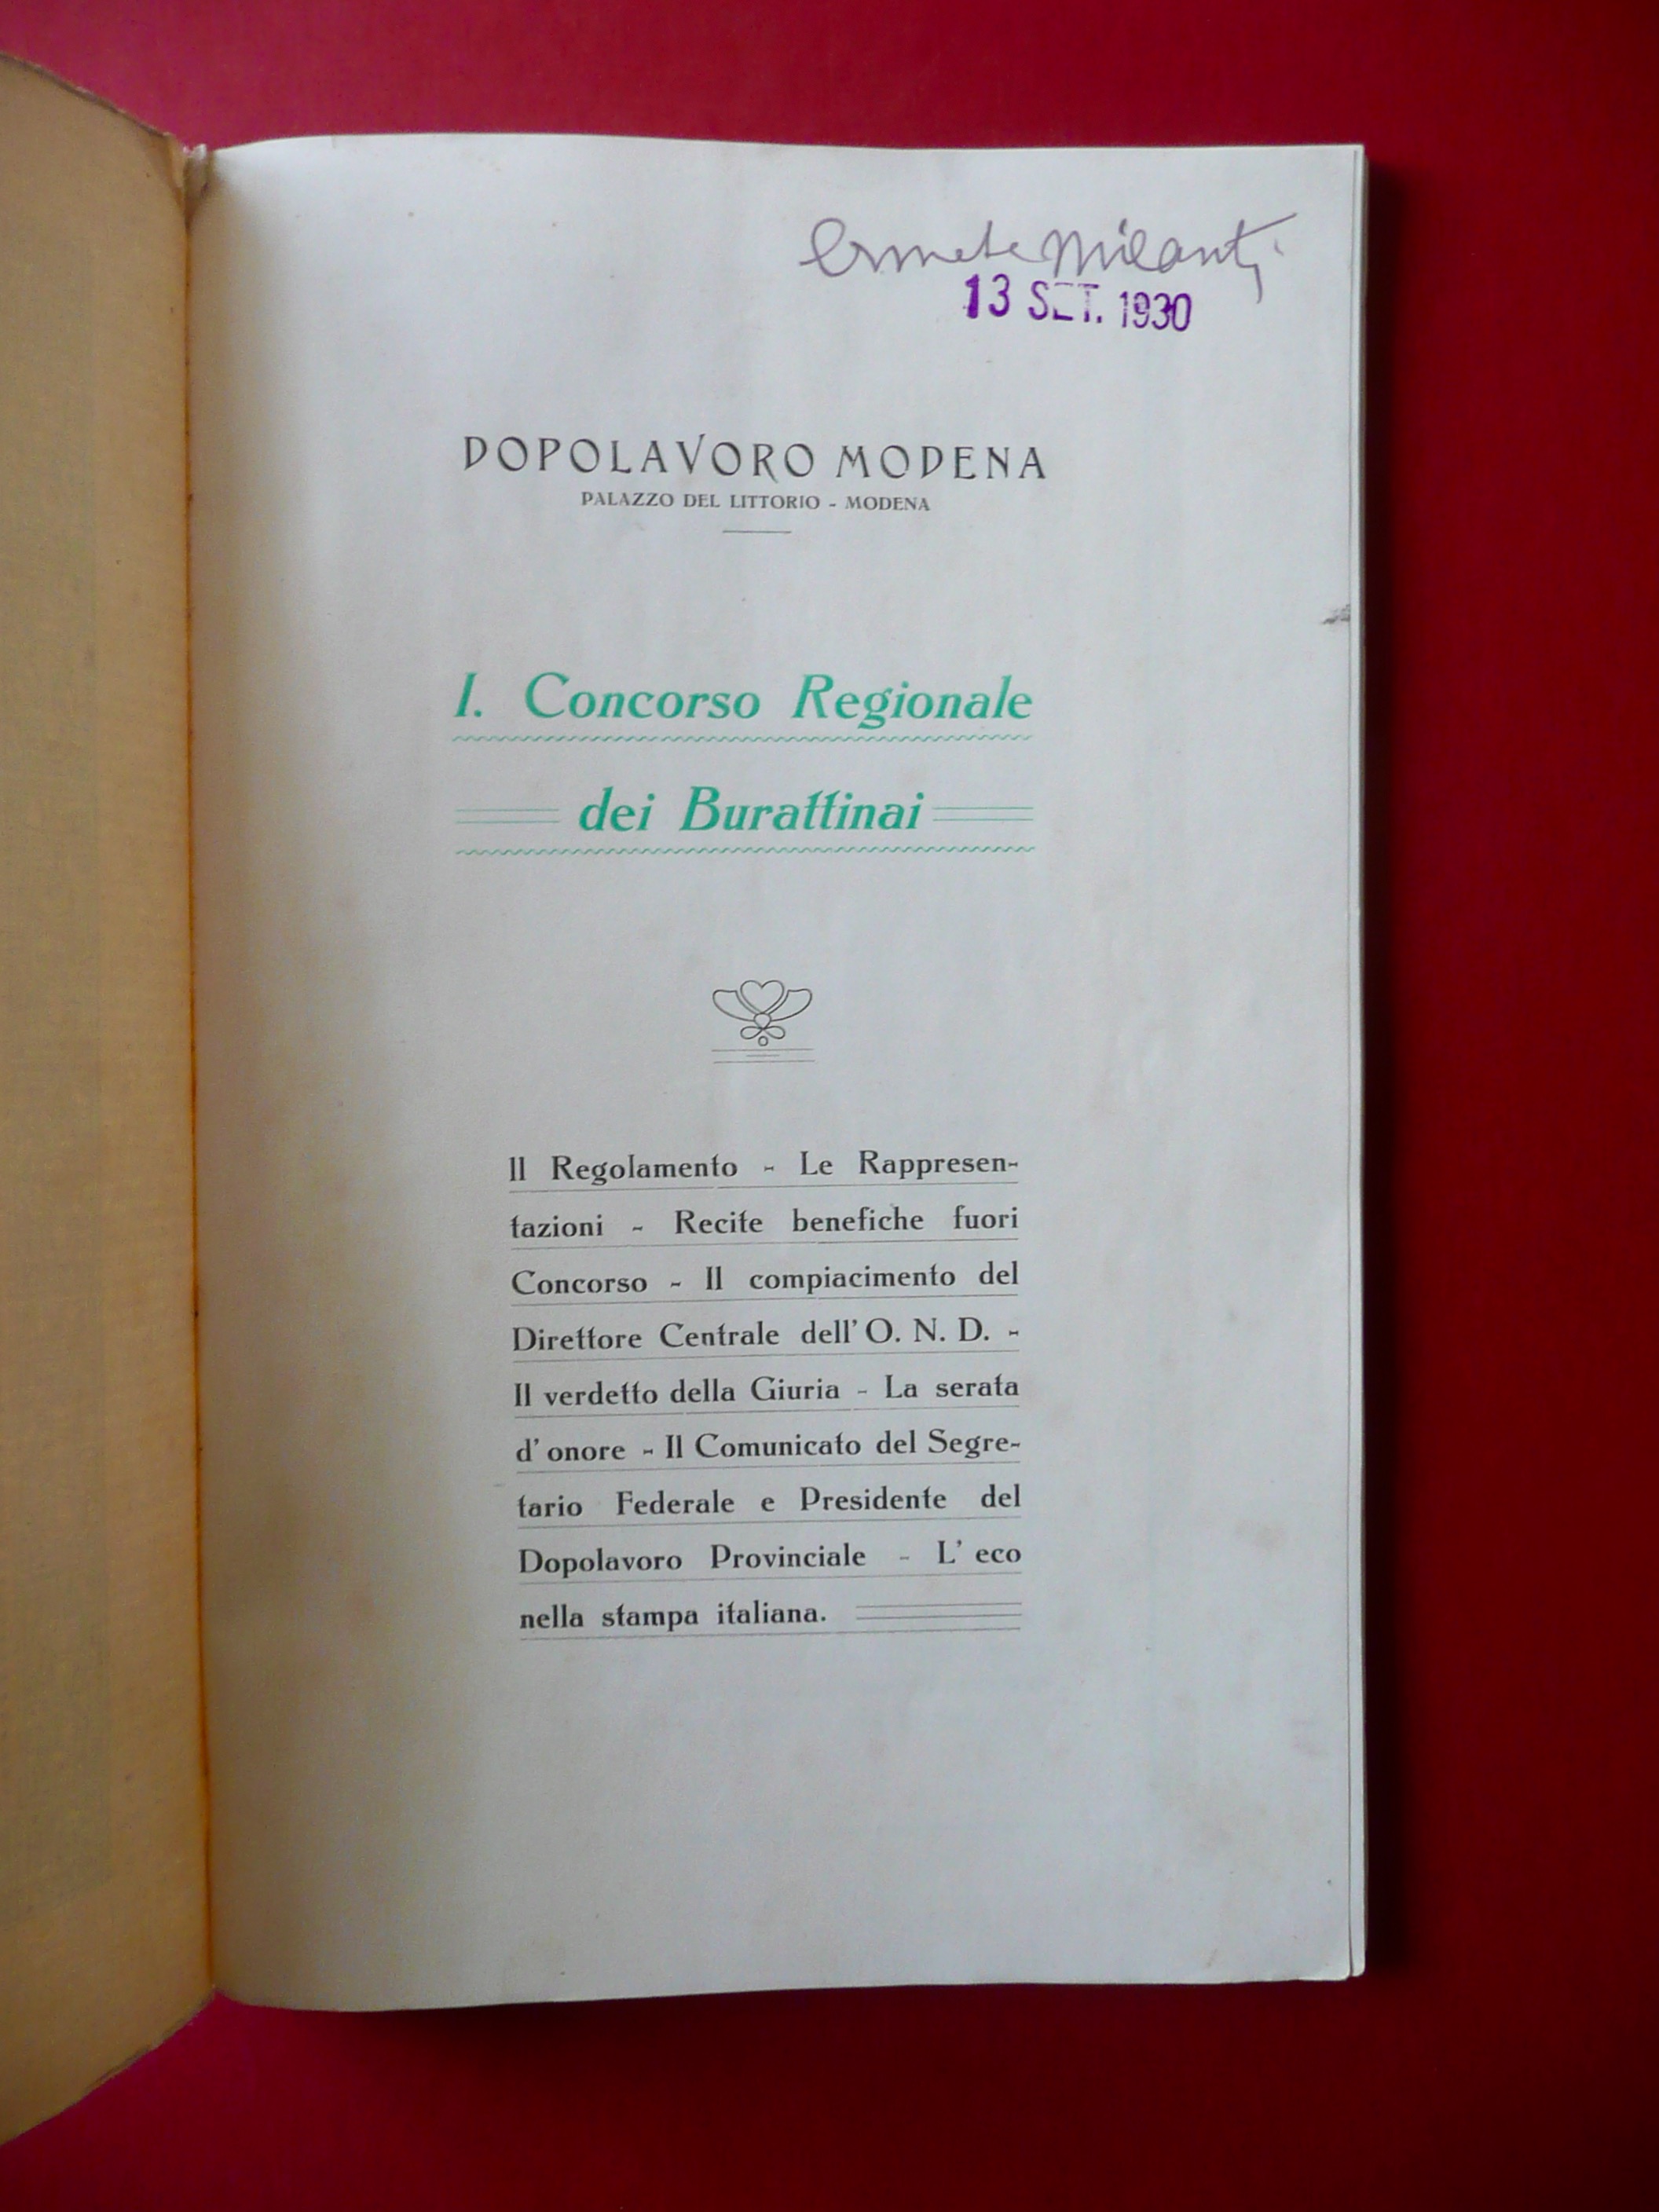 Ermete Milanti
13 SET. 1930
DOPOLAVORO MODENA
PALAZZO DEL LITTORIO - MODENA
I. Concorso Regionale
dei Burattinai
Il Regolamento - Le Rappresen-
tazioni - Recite benefiche fuori
Concorso - Il compiacimento del
Direttore Centrale dell' O. N. D. -
Il verdetto della Giuria - La serata
d' onore - Il Comunicato del Segre-
tario Federale e Presidente del
Dopolavoro Provinciale - L' eco
nella stampa italiana.